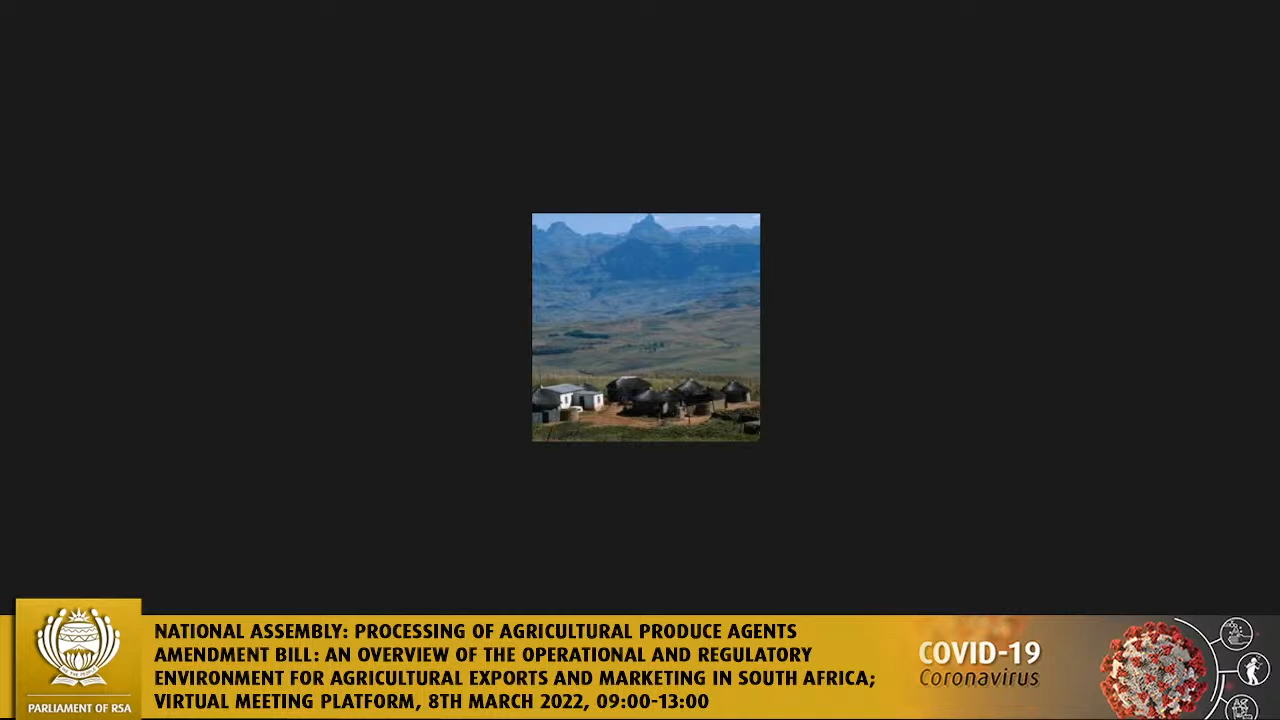 NATIONAL ASSEMBLY: PROCESSING OF AGRICULTURAL PRODUCE AGENTS
AMENDMENT BILL: AN OVERVIEW OF THE OPERATIONAL AND REGULATORY
ENVIRONMENT FOR AGRICULTURAL EXPORTS AND MARKETING IN SOUTH AFRICA;
VIRTUAL MEETING PLATFORM, 8TH MARCH 2022, 09:00-13:00
PARLIAMENT OF RSA
COVID-19
Coronavirus